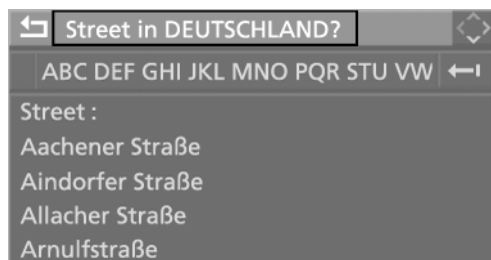 Street in DEUTSCHLAND?
ABC DEF GHI JKL MNO PQR STU VW
Street :
Aachener Straße
Aindorfer Straße
Allacher Straße
Arnulfstraße